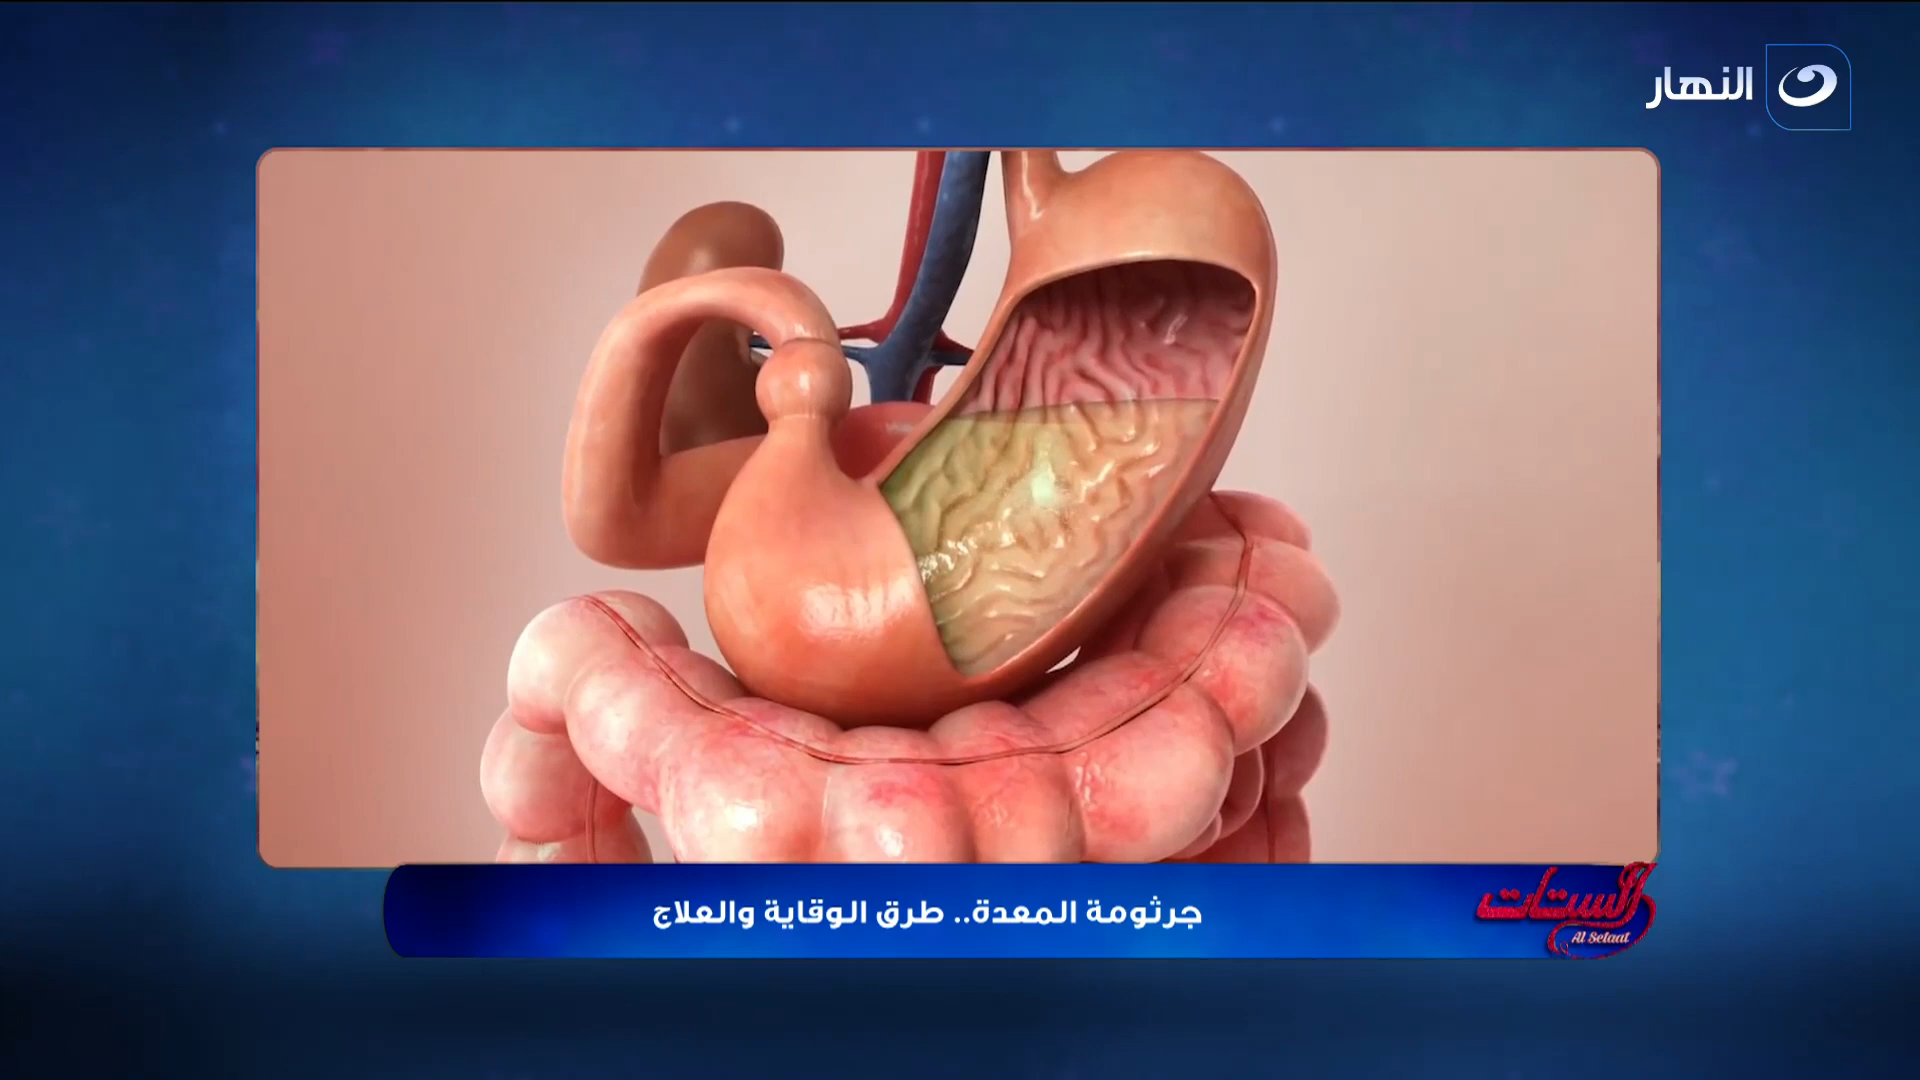 النهار
جرثومة المعدة.. طرق الوقاية والعلاج
الستات
Al Setaat